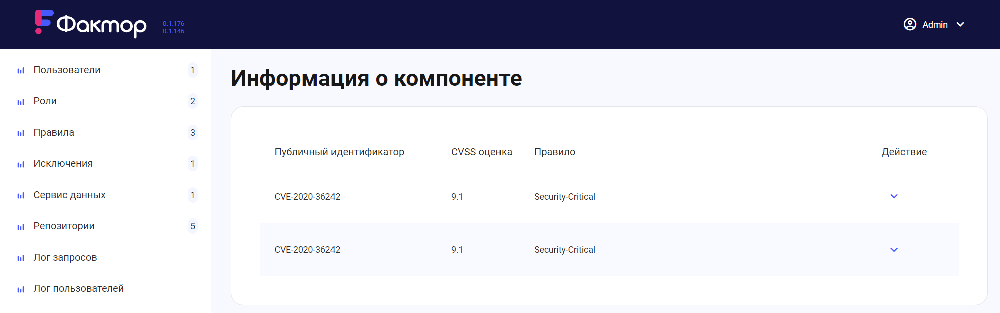 Фактор
0.1.176
0.1.146
Admin
Пользователи 1
Роли 2
Правила 3
Исключения 1
Сервис данных 1
Репозитории 5
Лог запросов
Лог пользователей
Информация о компоненте
Публичный идентификатор CVSS оценка Правило Действие
CVE-2020-36242 9.1 Security-Critical
CVE-2020-36242 9.1 Security-Critical